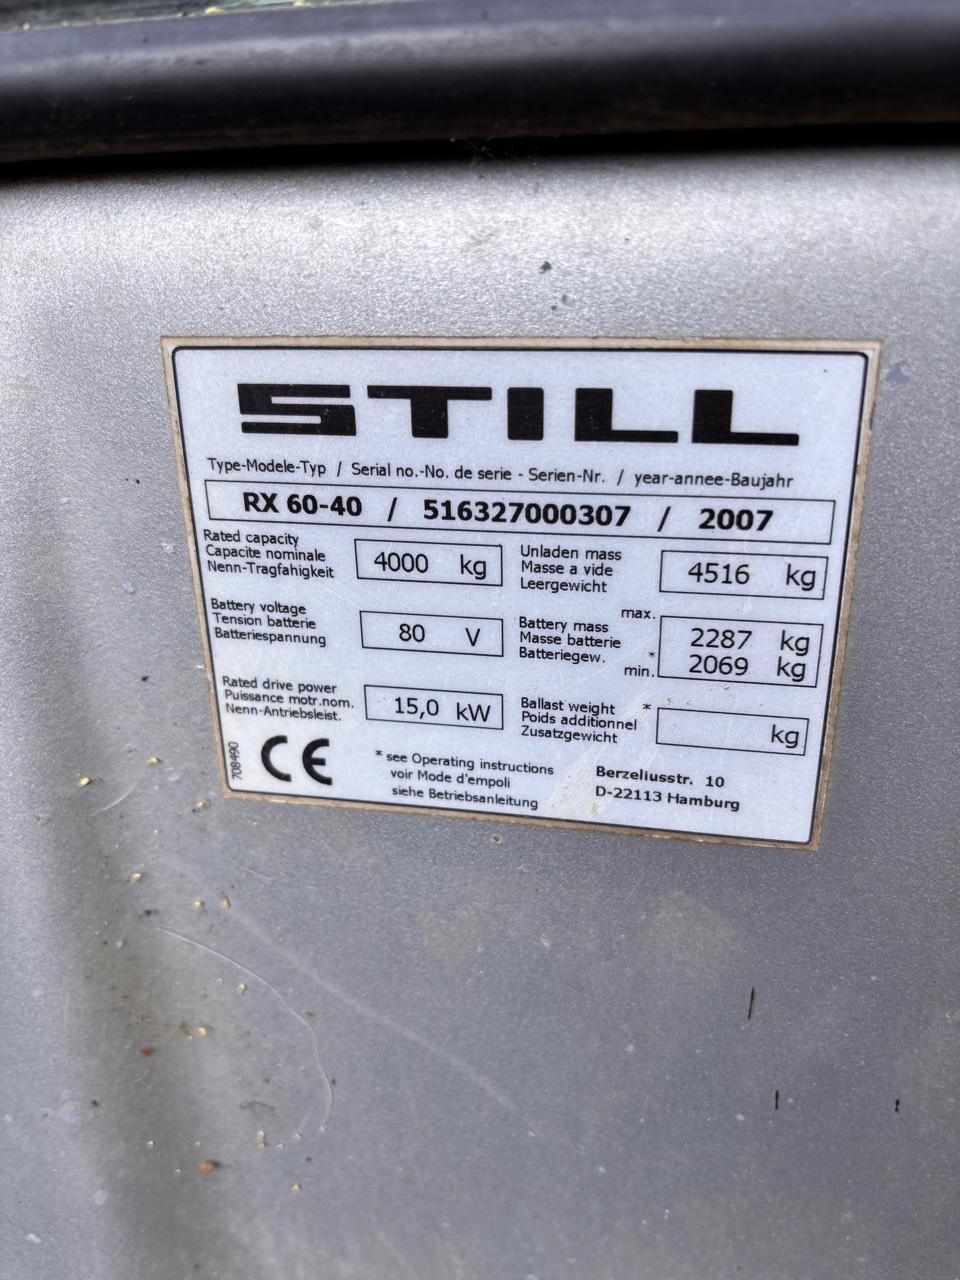 STILL
Type-Modele-Typ / Serial no.-No. de serie - Serien-Nr. / year-annee-Baujahr
RX 60-40 / 516327000307 / 2007
Rated capacity
Capacite nominale
Nenn-Tragfahigkeit
4000 kg
Unladen mass
Masse a vide
Leergewicht
4516 kg
Battery voltage
Tension batterie
Batteriespannung
80 V
Battery mass
Masse batterie
Batteriegew.
max.
* min.
2287 kg
2069 kg
Rated drive power
Puissance motr.nom.
Nenn-Antriebsleist.
15,0 kW
Ballast weight *
Poids additionnel
Zusatzgewicht
kg
708490
CE
* see Operating instructions
voir Mode d'empoli
siehe Betriebsanleitung
Berzeliusstr. 10
D-22113 Hamburg